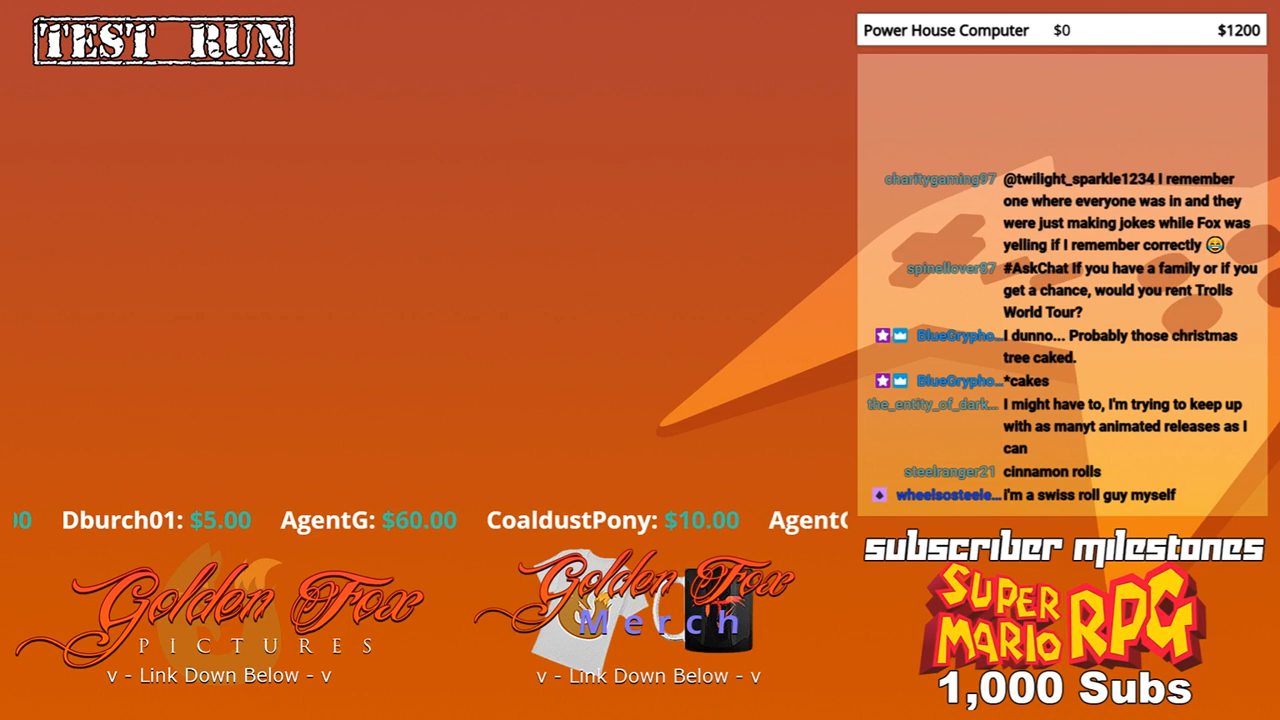 TEST RUN
Power House Computer $0 $1200
charitygaming97 @twilight_sparkle1234 I remember
one where everyone was in and they
were just making jokes while Fox was
yelling if I remember correctly 😂
spinellover97 #AskChat If you have a family or if you
get a chance, would you rent Trolls
World Tour?
BlueGrypho... I dunno... Probably those christmas
tree caked.
BlueGrypho... *cakes
the_entity_of_dark... I might have to, I'm trying to keep up
with as manyt animated releases as I
can
steelranger21 cinnamon rolls
wheelsosteele... i'm a swiss roll guy myself
Dburch01: $5.00 AgentG: $60.00 CoaldustPony: $10.00 Agent
Golden Fox
PICTURES
v - Link Down Below - v
Golden Fox
Merch
v - Link Down Below - v
subscriber milestones
SUPER
MARIO RPG
1,000 Subs